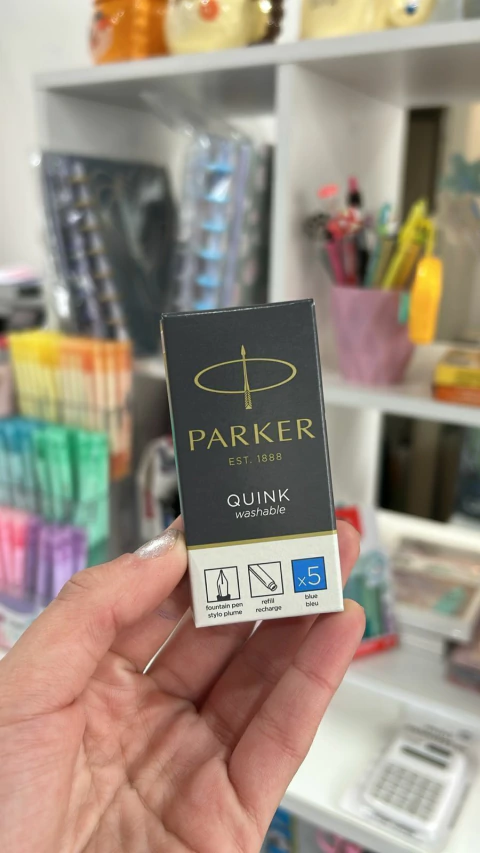 PARKER
EST. 1888
QUINK
washable
x5
fountain pen
stylo plume
refill
recharge
blue
bleu